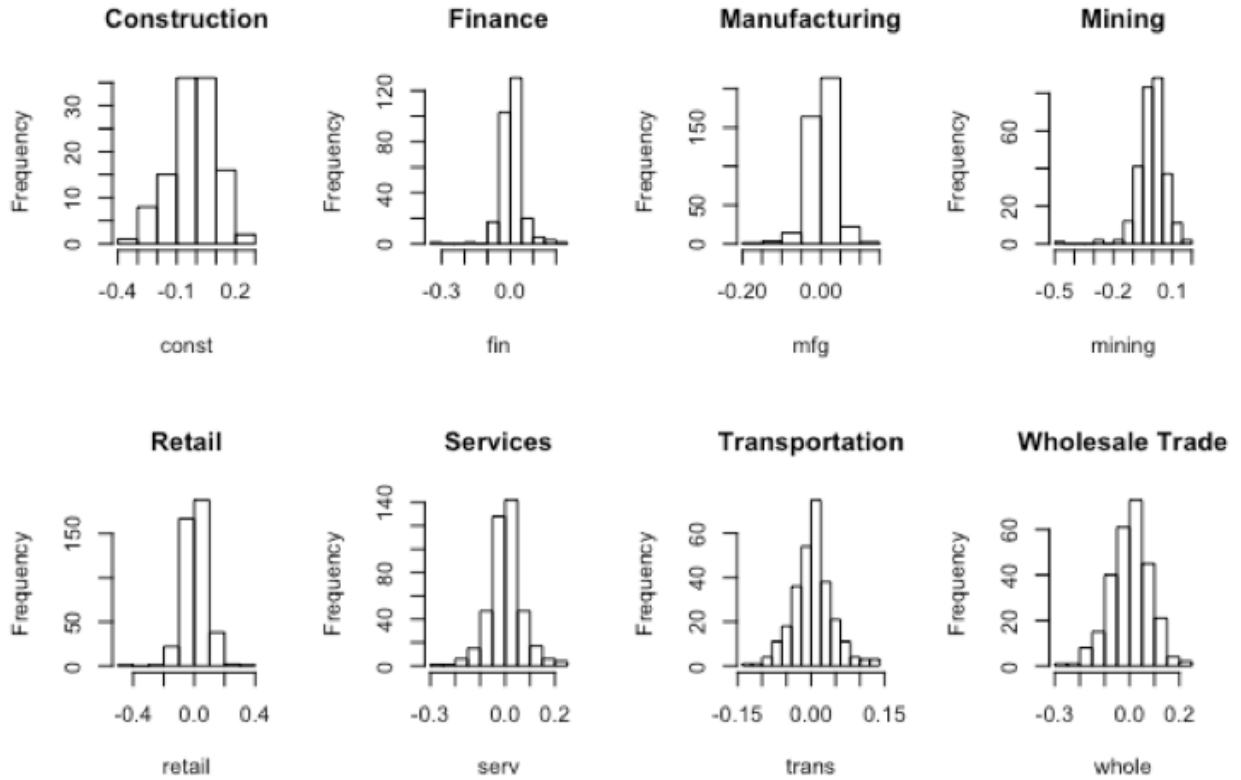 Construction
Frequency
0
10
20
30
-0.4
-0.1
0.2
const
Finance
Frequency
0
40
80
120
-0.3
0.0
fin
Manufacturing
Frequency
0
50
150
-0.20
0.00
mfg
Mining
Frequency
0
20
60
-0.5
-0.2
0.1
mining
Retail
Frequency
0
50
150
-0.4
0.0
0.4
retail
Services
Frequency
0
40
80
140
-0.3
0.0
0.2
serv
Transportation
Frequency
0
20
40
60
-0.15
0.00
0.15
trans
Wholesale Trade
Frequency
0
20
40
60
-0.3
0.0
0.2
whole